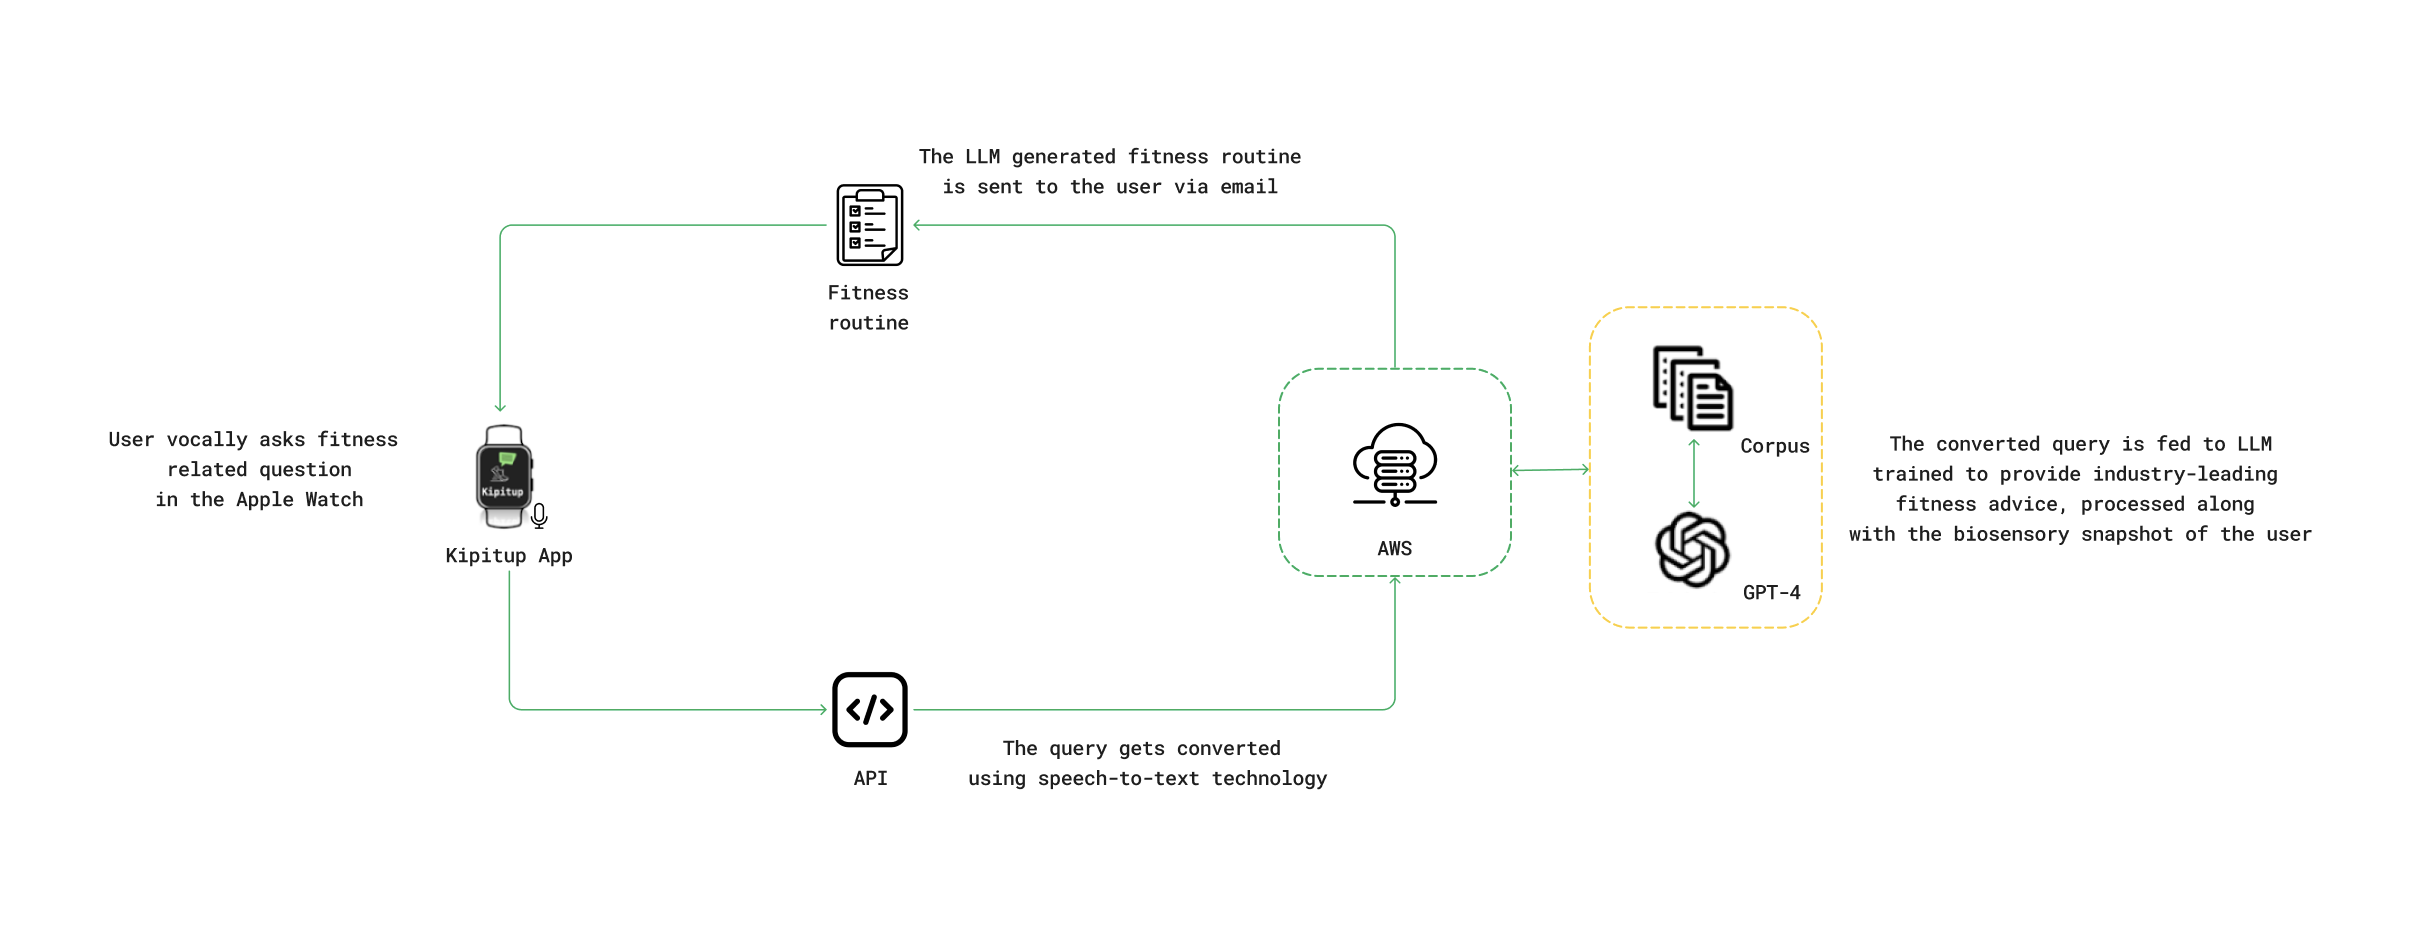 The LLM generated fitness routine
is sent to the user via email
Fitness
routine
User vocally asks fitness
related question
in the Apple Watch
Kipitup
Kipitup App
AWS
Corpus
GPT-4
The converted query is fed to LLM
trained to provide industry-leading
fitness advice, processed along
with the biosensory snapshot of the user
</>
API
The query gets converted
using speech-to-text technology